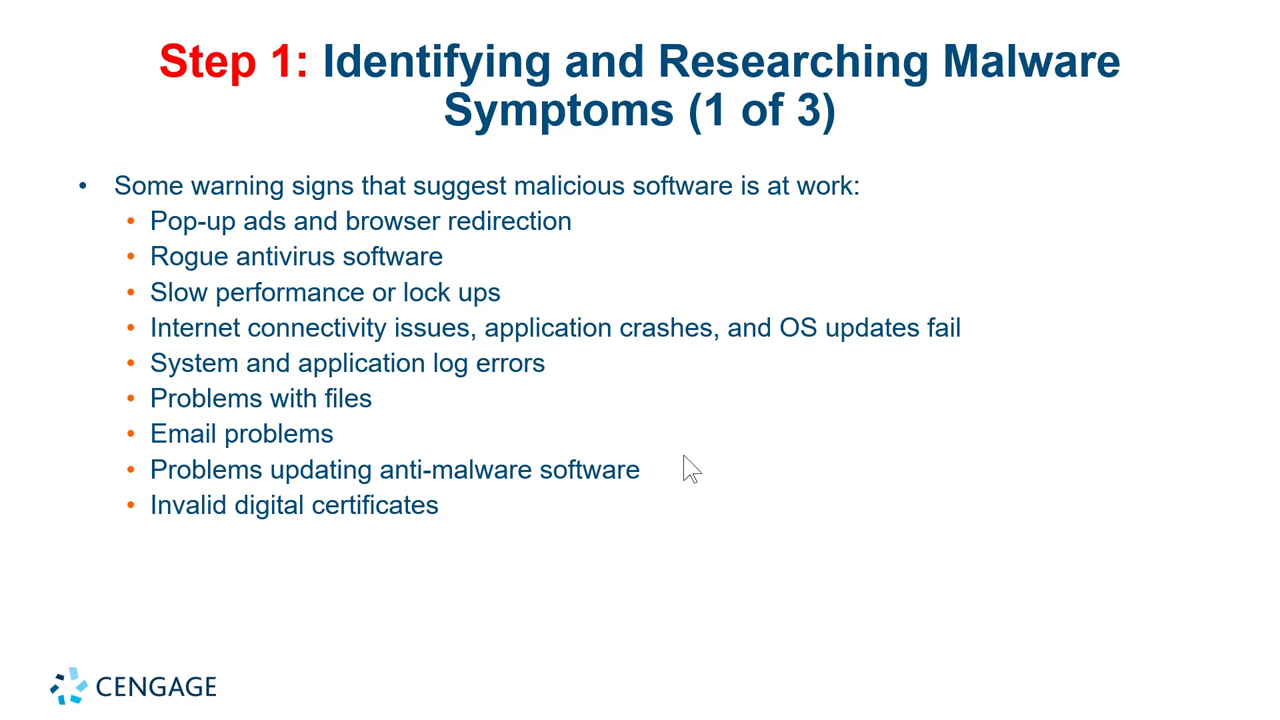 Step 1: Identifying and Researching Malware
Symptoms (1 of 3)
• Some warning signs that suggest malicious software is at work:
• Pop-up ads and browser redirection
• Rogue antivirus software
• Slow performance or lock ups
• Internet connectivity issues, application crashes, and OS updates fail
• System and application log errors
• Problems with files
• Email problems
• Problems updating anti-malware software
• Invalid digital certificates
CENGAGE